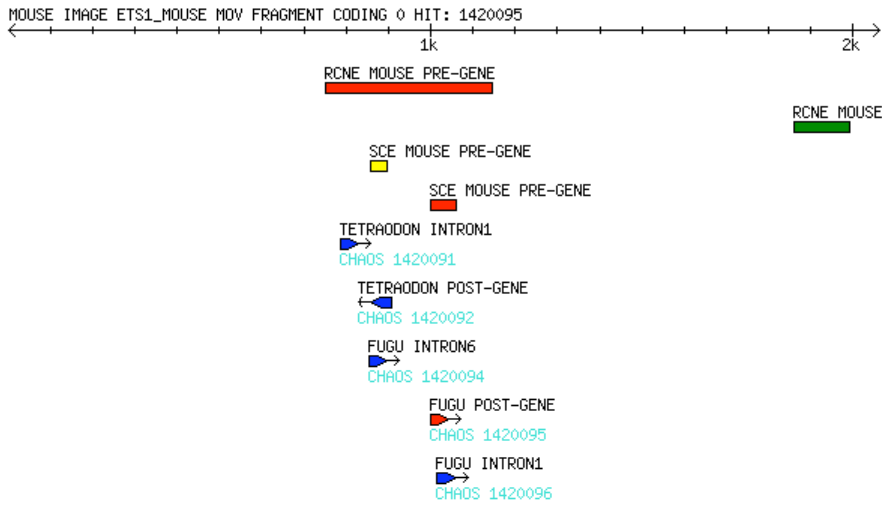 MOUSE IMAGE ETS1_MOUSE MOV FRAGMENT CODING 0 HIT: 1420095
1k
2k
RCNE MOUSE PRE-GENE
RCNE MOUSE
SCE MOUSE PRE-GENE
SCE MOUSE PRE-GENE
TETRAODON INTRON1
CHAOS 1420091
TETRAODON POST-GENE
CHAOS 1420092
FUGU INTRON6
CHAOS 1420094
FUGU POST-GENE
CHAOS 1420095
FUGU INTRON1
CHAOS 1420096